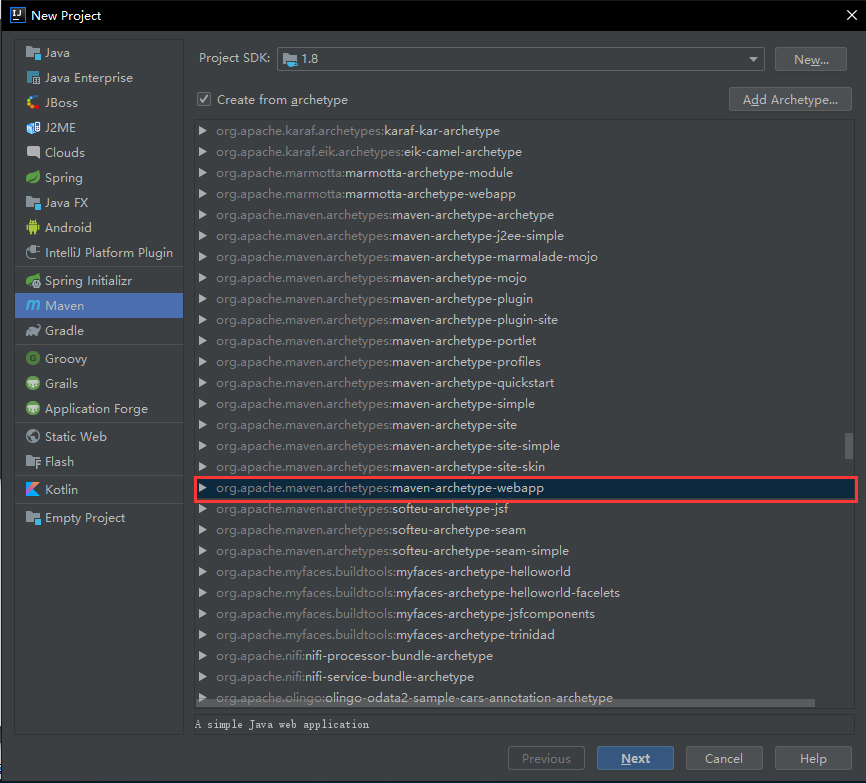 New Project
Java
Java Enterprise
JBoss
J2ME
Clouds
Spring
Java FX
Android
IntelliJ Platform Plugin
Spring Initializr
Maven
Gradle
Groovy
Grails
Application Forge
Static Web
Flash
Kotlin
Empty Project
Project SDK: 1.8 New...
Create from archetype Add Archetype...
org.apache.karaf.archetypes:karaf-kar-archetype
org.apache.karaf.eik.archetypes:eik-camel-archetype
org.apache.marmotta:marmotta-archetype-module
org.apache.marmotta:marmotta-archetype-webapp
org.apache.maven.archetypes:maven-archetype-archetype
org.apache.maven.archetypes:maven-archetype-j2ee-simple
org.apache.maven.archetypes:maven-archetype-marmalade-mojo
org.apache.maven.archetypes:maven-archetype-mojo
org.apache.maven.archetypes:maven-archetype-plugin
org.apache.maven.archetypes:maven-archetype-plugin-site
org.apache.maven.archetypes:maven-archetype-portlet
org.apache.maven.archetypes:maven-archetype-profiles
org.apache.maven.archetypes:maven-archetype-quickstart
org.apache.maven.archetypes:maven-archetype-simple
org.apache.maven.archetypes:maven-archetype-site
org.apache.maven.archetypes:maven-archetype-site-simple
org.apache.maven.archetypes:maven-archetype-site-skin
org.apache.maven.archetypes:maven-archetype-webapp
org.apache.maven.archetypes:softeu-archetype-jsf
org.apache.maven.archetypes:softeu-archetype-seam
org.apache.maven.archetypes:softeu-archetype-seam-simple
org.apache.myfaces.buildtools:myfaces-archetype-helloworld
org.apache.myfaces.buildtools:myfaces-archetype-helloworld-facelets
org.apache.myfaces.buildtools:myfaces-archetype-jsfcomponents
org.apache.myfaces.buildtools:myfaces-archetype-trinidad
org.apache.nifi:nifi-processor-bundle-archetype
org.apache.nifi:nifi-service-bundle-archetype
org.apache.olingo:olingo-odata2-sample-cars-annotation-archetype
A simple Java web application
Previous Next Cancel Help